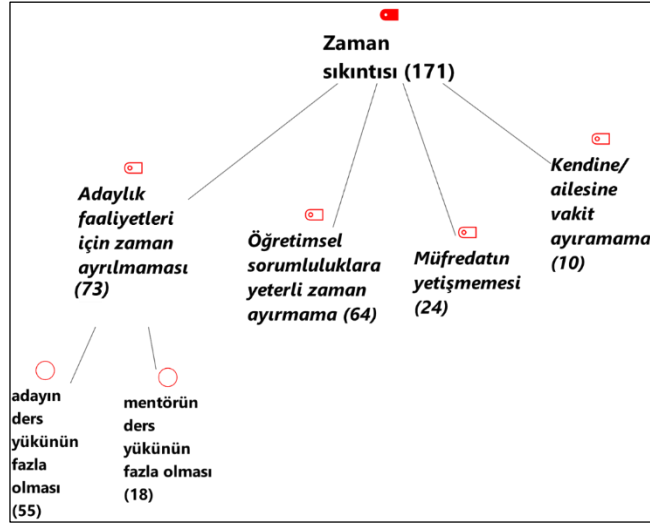 Zaman
sıkıntısı (171)
Adaylık
faaliyetleri
için zaman
ayrılmaması
(73)
Öğretimsel
sorumluluklara
yeterli zaman
ayırmama (64)
Müfredatın
yetişmemesi
(24)
Kendine/
ailesine
vakit
ayıramama
(10)
adayın
ders
yükünün
fazla
olması
(55)
mentörün
ders
yükünün
fazla olması
(18)